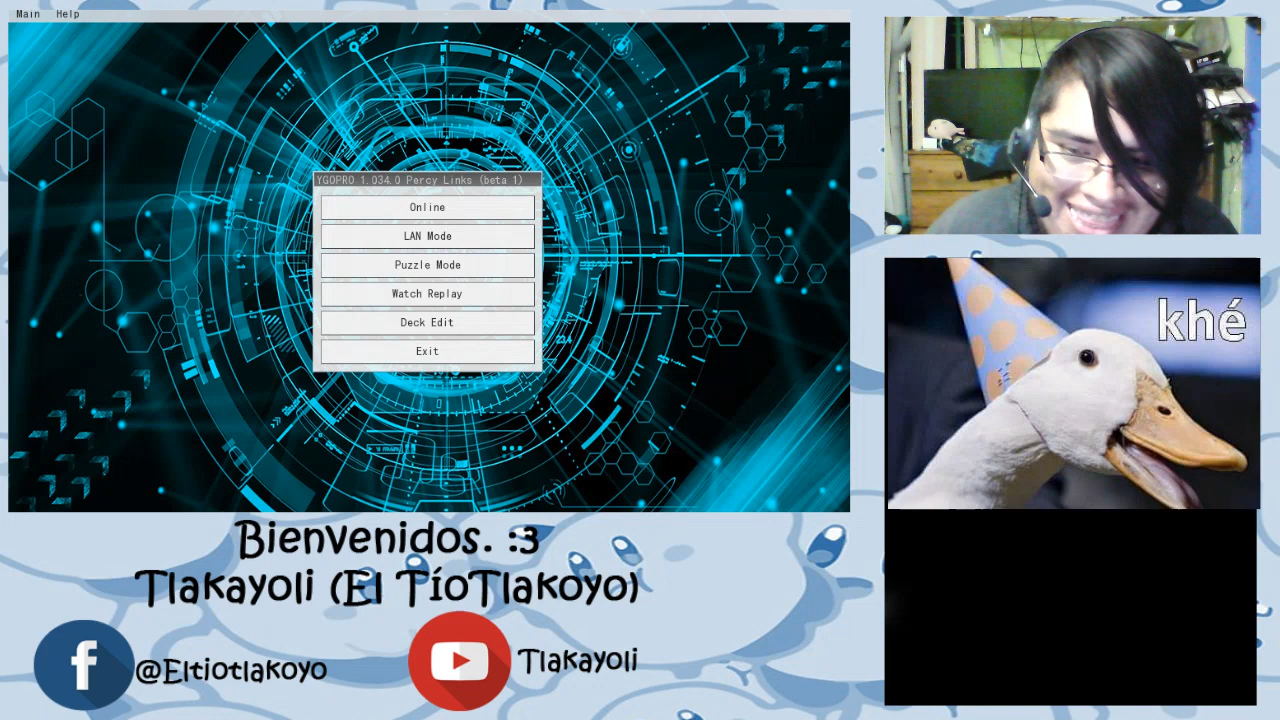 Main Help
YGOPRO 1.034.0 Percy Links (beta 1)
Online
LAN Mode
Puzzle Mode
Watch Replay
Deck Edit
Exit
khé
Bienvenidos. :3
Tlakayoli (El TíoTlakoyo)
f @Eltiotlakoyo
Tlakayoli